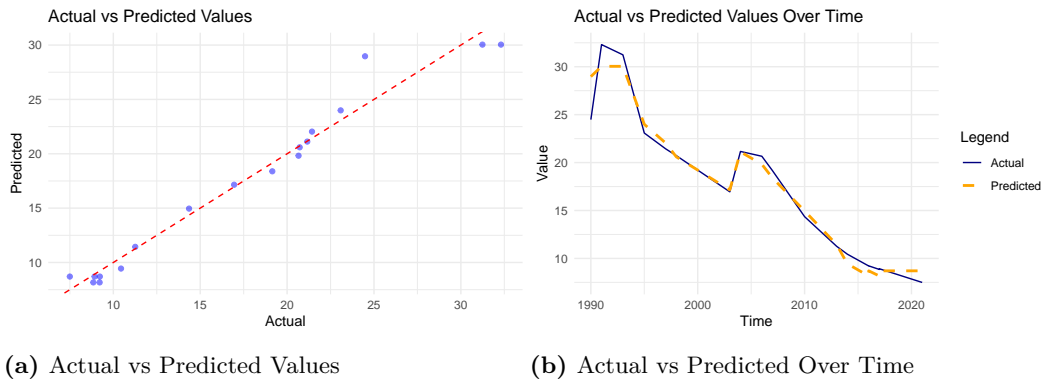 Actual vs Predicted Values
30
25
20
15
10
Predicted
10 15 20 25 30
Actual
Actual vs Predicted Values Over Time
30
25
20
15
10
Value
1990 2000 2010 2020
Time
Legend
Actual
Predicted
(a) Actual vs Predicted Values
(b) Actual vs Predicted Over Time